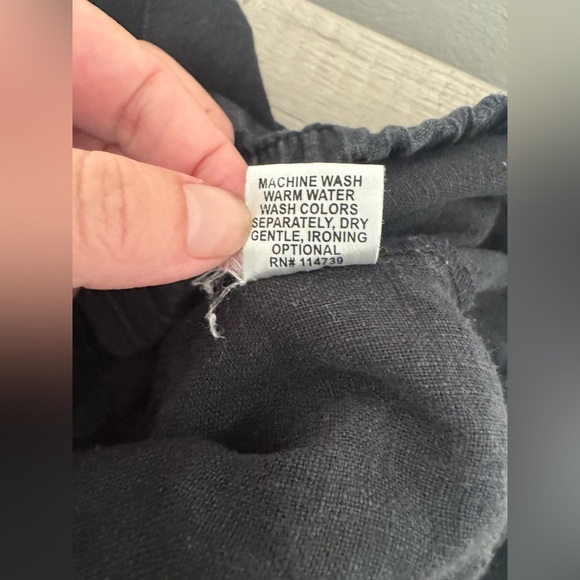 MACHINE WASH
WARM WATER
WASH COLORS
SEPARATELY, DRY
GENTLE, IRONING
OPTIONAL
RN# 114739